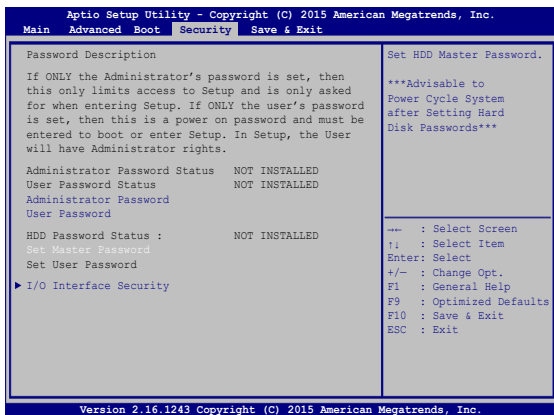 Aptio Setup Utility - Copyright (C) 2015 American Megatrends, Inc.
Main Advanced Boot Security Save & Exit
Password Description
If ONLY the Administrator's password is set, then
this only limits access to Setup and is only asked
for when entering Setup. If ONLY the user's password
is set, then this is a power on password and must be
entered to boot or enter Setup. In Setup, the User
will have Administrator rights.
Administrator Password Status NOT INSTALLED
User Password Status NOT INSTALLED
Administrator Password
User Password
HDD Password Status : NOT INSTALLED
Set Master Password
Set User Password
▶ I/O Interface Security
Set HDD Master Password.
***Advisable to
Power Cycle System
after Setting Hard
Disk Passwords***
→← : Select Screen
↑↓ : Select Item
Enter: Select
+/— : Change Opt.
F1 : General Help
F9 : Optimized Defaults
F10 : Save & Exit
ESC : Exit
Version 2.16.1243 Copyright (C) 2015 American Megatrends, Inc.